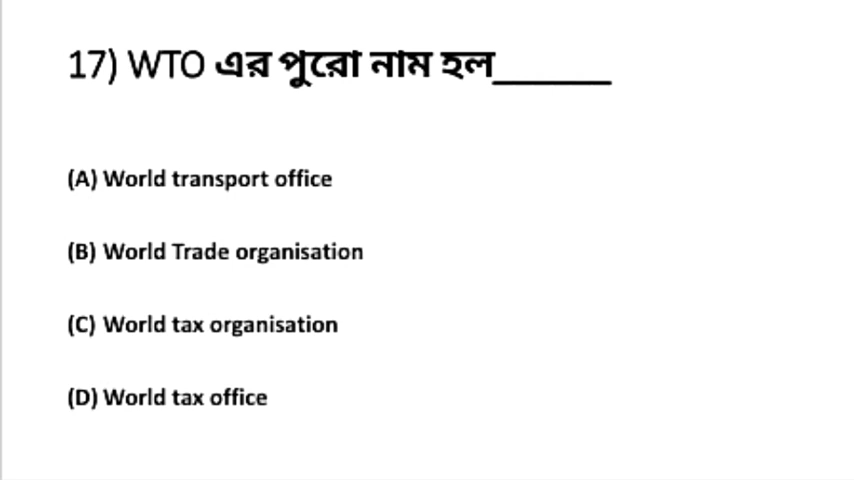 17) WTO এর পুরো নাম হল______
(A) World transport office
(B) World Trade organisation
(C) World tax organisation
(D) World tax office